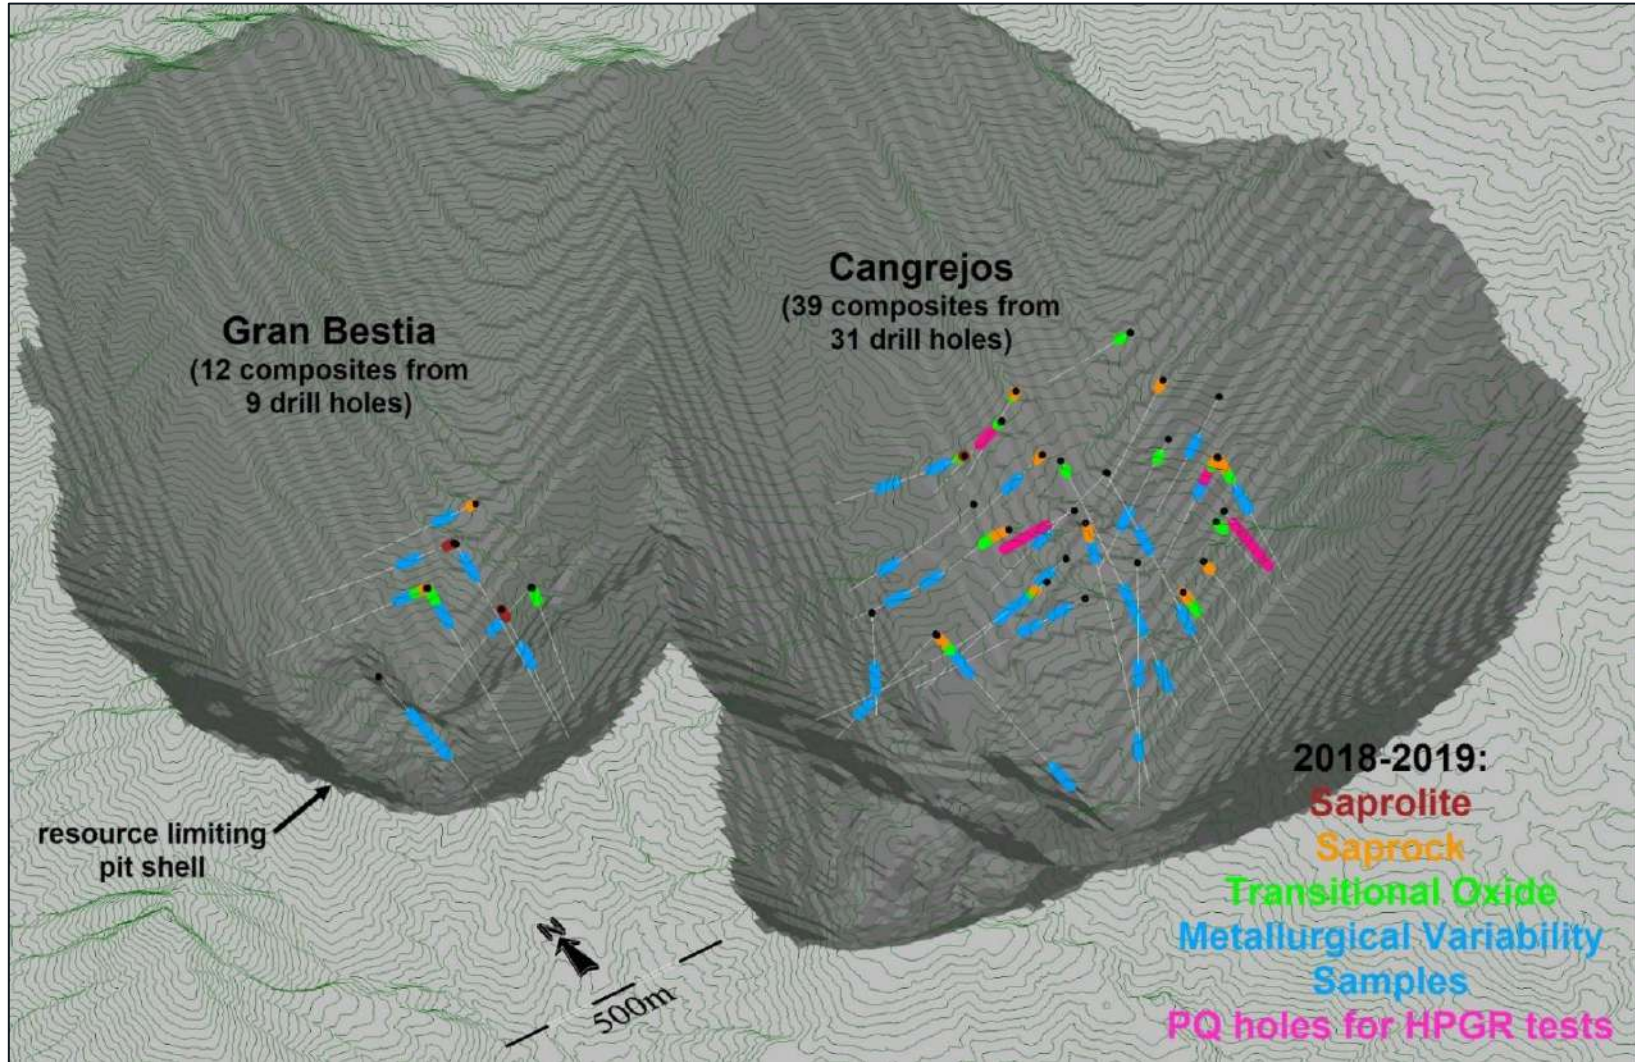 Cangrejos
(39 composites from
31 drill holes)
Gran Bestia
(12 composites from
9 drill holes)
resource limiting
pit shell
N
500m
2018-2019:
Saprolite
Saprock
Transitional Oxide
Metallurgical Variability
Samples
PQ holes for HPGR tests